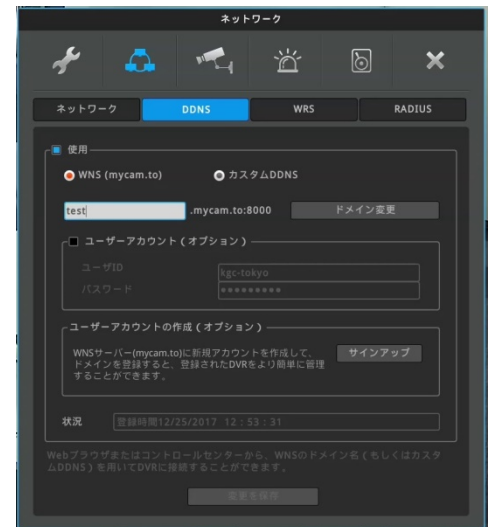 ネットワーク
ネットワーク DDNS WRS RADIUS
使用
WNS (mycam.to) カスタムDDNS
test .mycam.to:8000 ドメイン変更
ユーザーアカウント ( オプション )
ユーザID kgc-tokyo
パスワード •••••••••
ユーザーアカウントの作成 ( オプション )
WNSサーバー(mycam.to)に新規アカウントを作成して、
サインアップ
ドメインを登録すると、登録されたDVRをより簡単に管理
することができます。
状況 登録時間12/25/2017 12 : 53 : 31
Webブラウザまたはコントロールセンターから、WNSのドメイン名 ( もしくはカスタ
ムDDNS ) を用いてDVRに接続することができます。
変更を保存